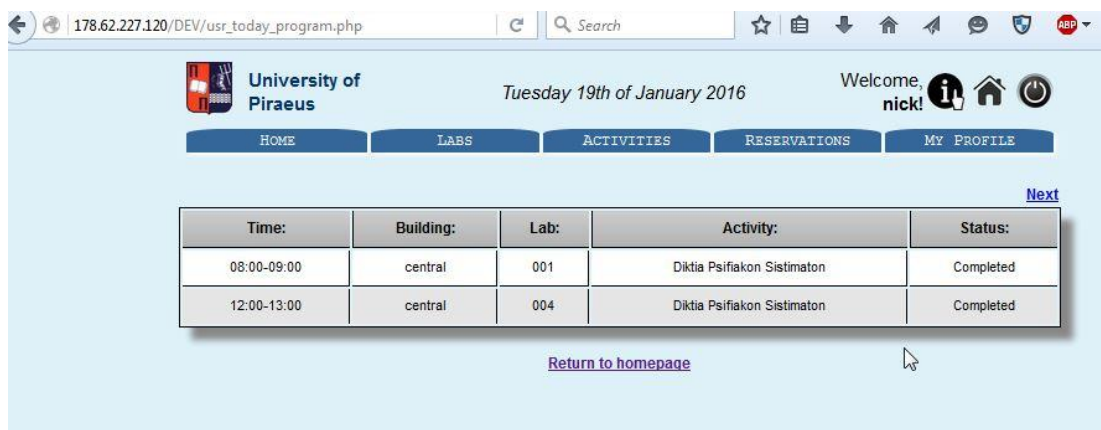 178.62.227.120/DEV/usr_today_program.php
Search
ABP
Π
Π Π
University of
Piraeus
Tuesday 19th of January 2016
Welcome,
nick!
i
HOME LABS ACTIVITIES RESERVATIONS MY PROFILE
Next
Time: Building: Lab: Activity: Status:
08:00-09:00 central 001 Diktia Psifiakon Sistimaton Completed
12:00-13:00 central 004 Diktia Psifiakon Sistimaton Completed
Return to homepage